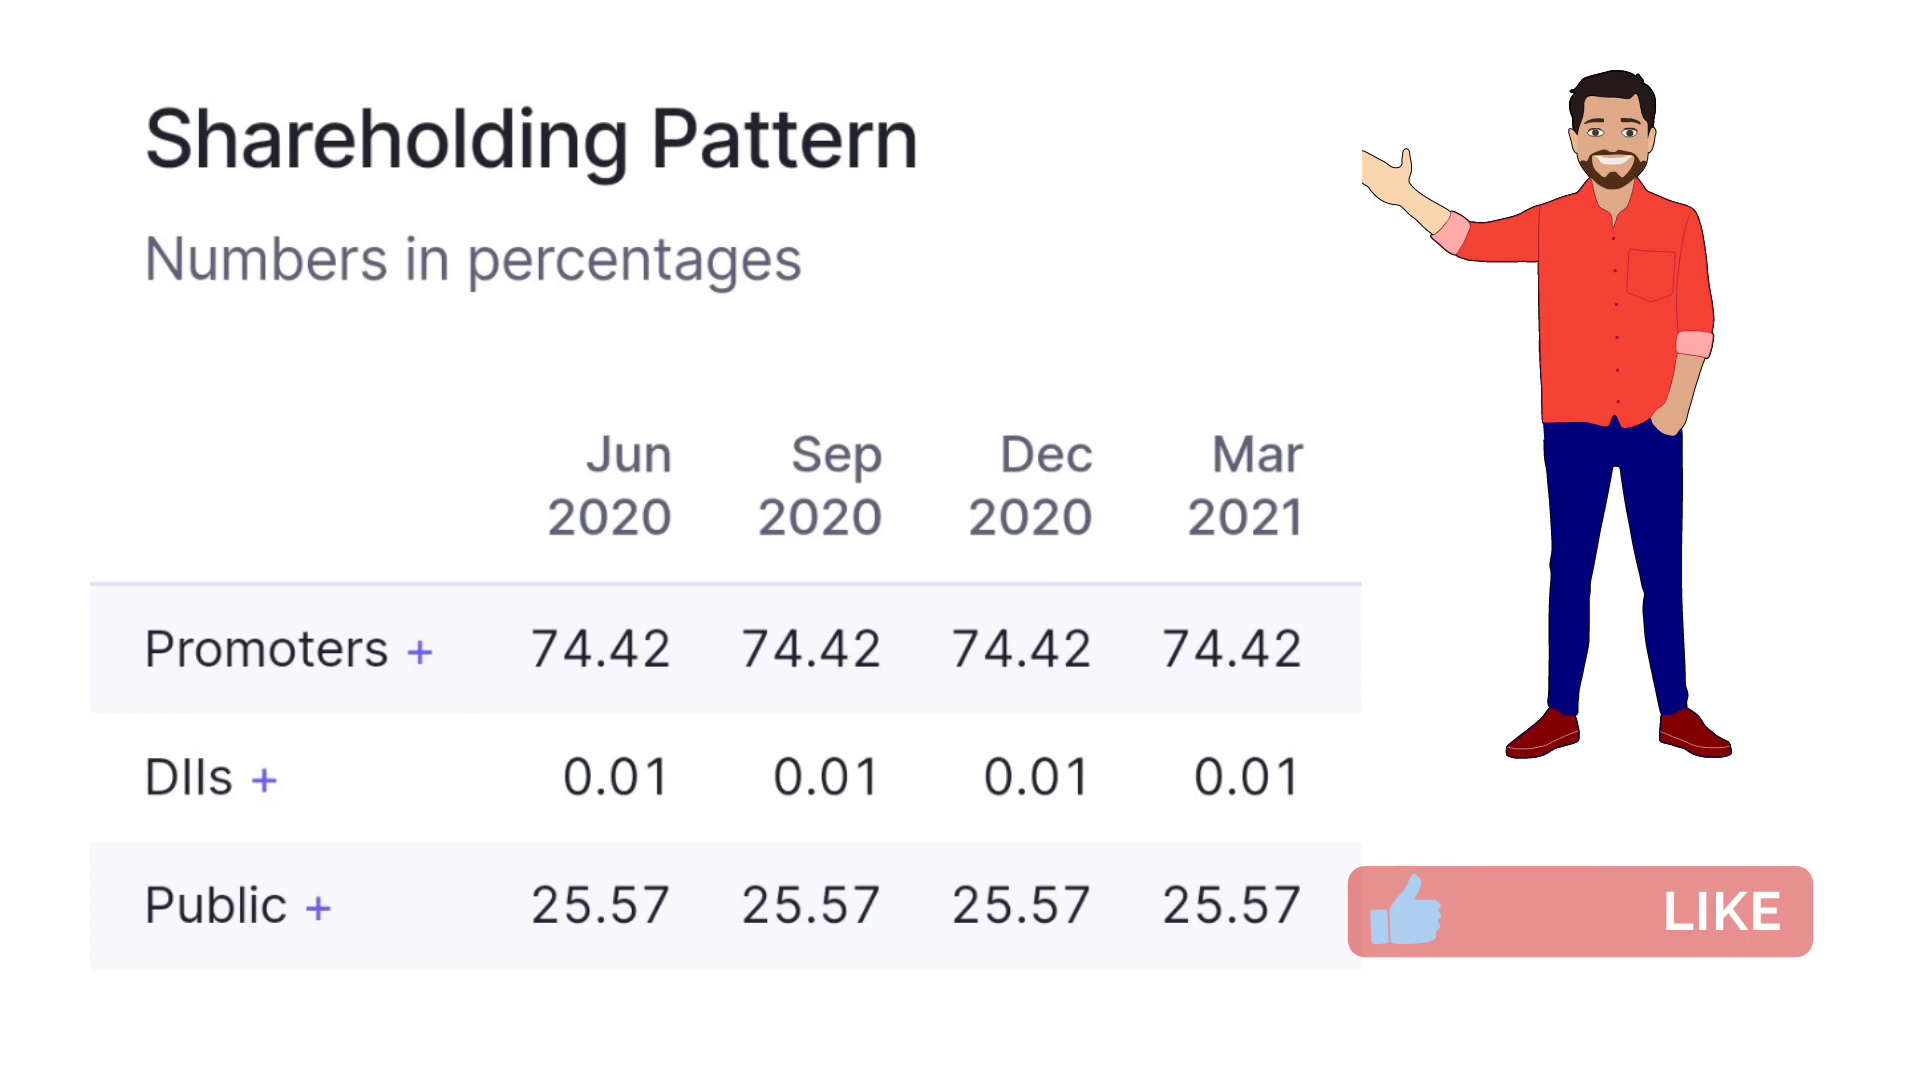 Shareholding Pattern
Numbers in percentages
Jun Sep Dec Mar
2020 2020 2020 2021
Promoters + 74.42 74.42 74.42 74.42
DIIs + 0.01 0.01 0.01 0.01
Public + 25.57 25.57 25.57 25.57
LIKE